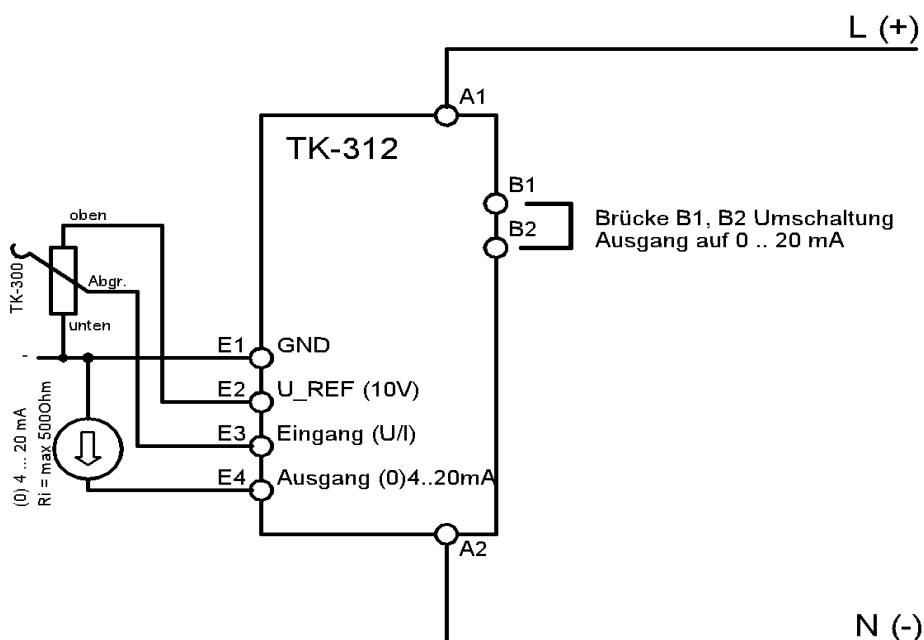 L (+)
A1
TK-312
B1
B2
Brücke B1, B2 Umschaltung
Ausgang auf 0 .. 20 mA
oben
TK-300
Abgr.
unten
-
E1
GND
E2
U_REF (10V)
E3
Eingang (U/I)
E4
Ausgang (0)4..20mA
(0) 4 ... 20 mA
Ri = max 500Ohm
A2
N (-)